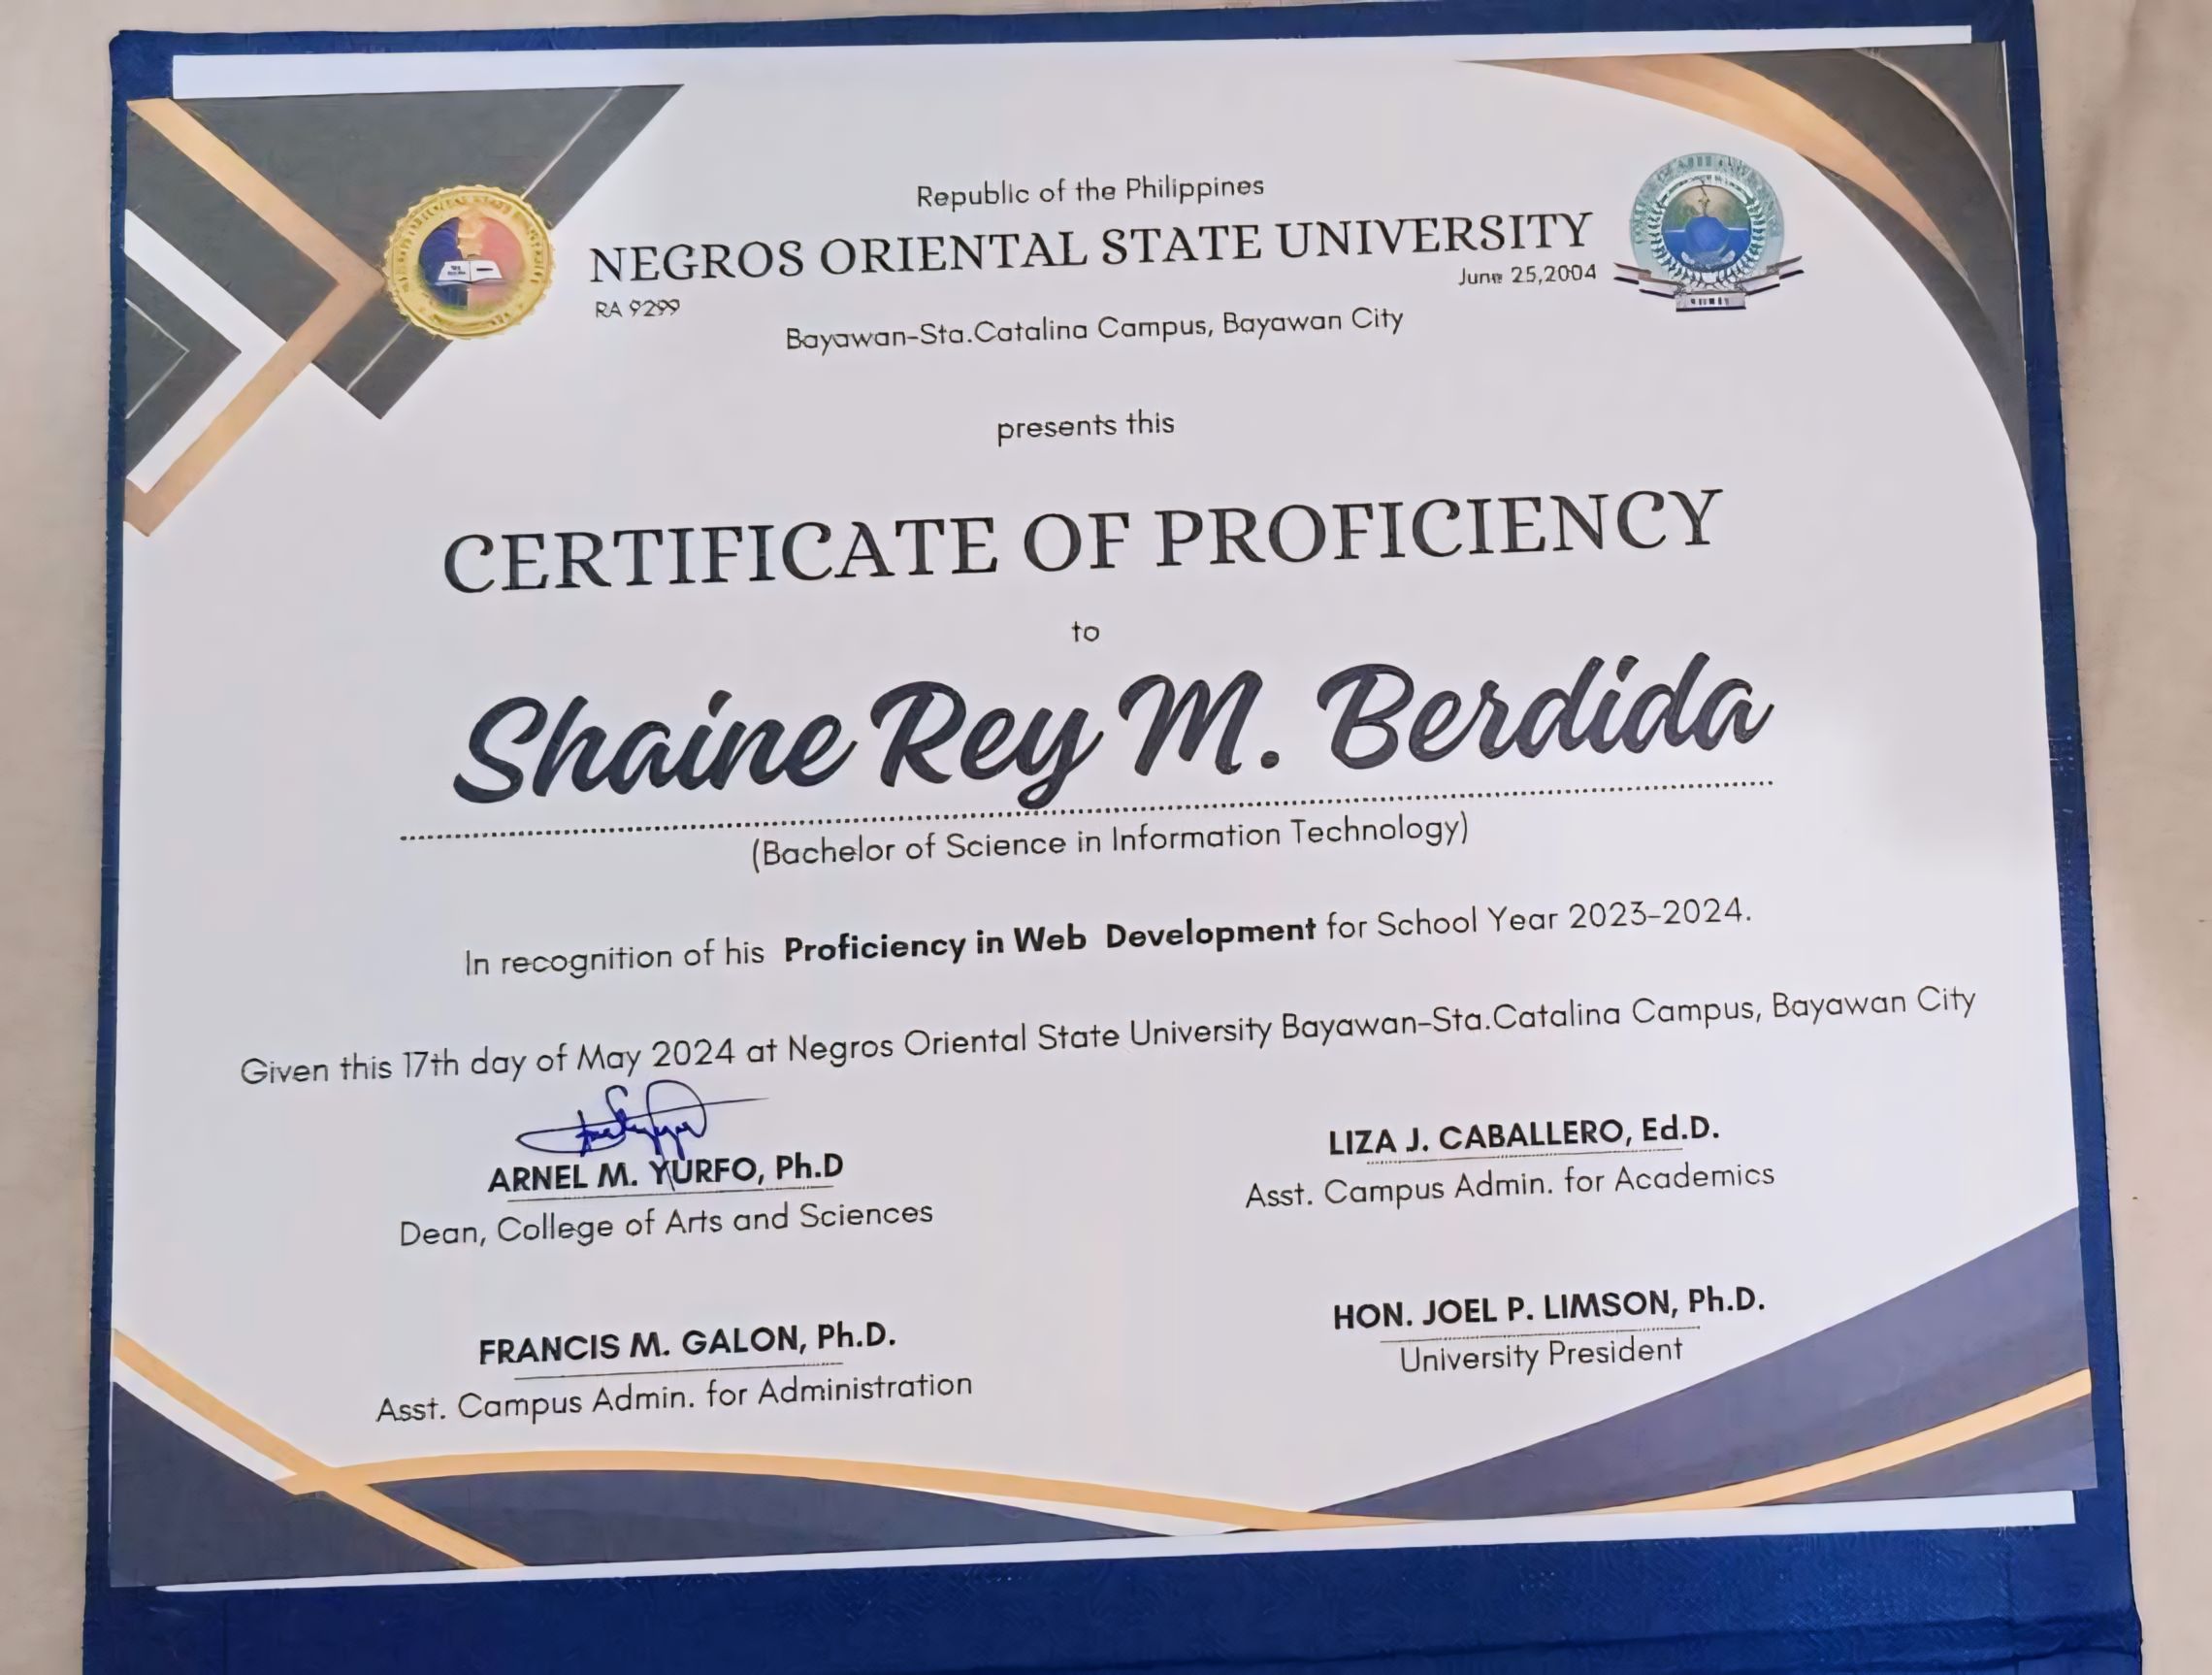 Republic of the Philippines
NEGROS ORIENTAL STATE UNIVERSITY
RA 9299
June 25,2004
Bayawan-Sta.Catalina Campus, Bayawan City
presents this
CERTIFICATE OF PROFICIENCY
to
Shaine Rey M. Berdida
(Bachelor of Science in Information Technology)
In recognition of his Proficiency in Web Development for School Year 2023-2024.
Given this 17th day of May 2024 at Negros Oriental State University Bayawan-Sta.Catalina Campus, Bayawan City
ARNEL M. YURFO, Ph.D
Dean, College of Arts and Sciences
LIZA J. CABALLERO, Ed.D.
Asst. Campus Admin. for Academics
FRANCIS M. GALON, Ph.D.
Asst. Campus Admin. for Administration
HON. JOEL P. LIMSON, Ph.D.
University President